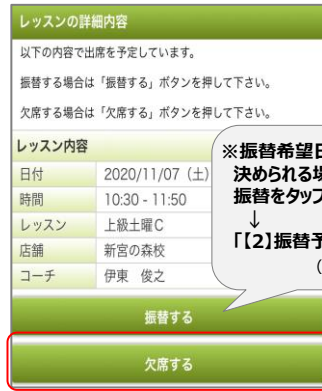 レッスンの詳細内容
以下の内容で出席を予定しています。
振替する場合は「振替する」ボタンを押して下さい。
欠席する場合は「欠席する」ボタンを押して下さい。
レッスン内容
日付 2020/11/07（土）
時間 10:30 - 11:50
レッスン 上級土曜C
店舗 新宮の森校
コーチ 伊東 俊之
※振替希望日
決められる場
振替をタップ
↓
「【2】振替予
(
振替する
欠席する